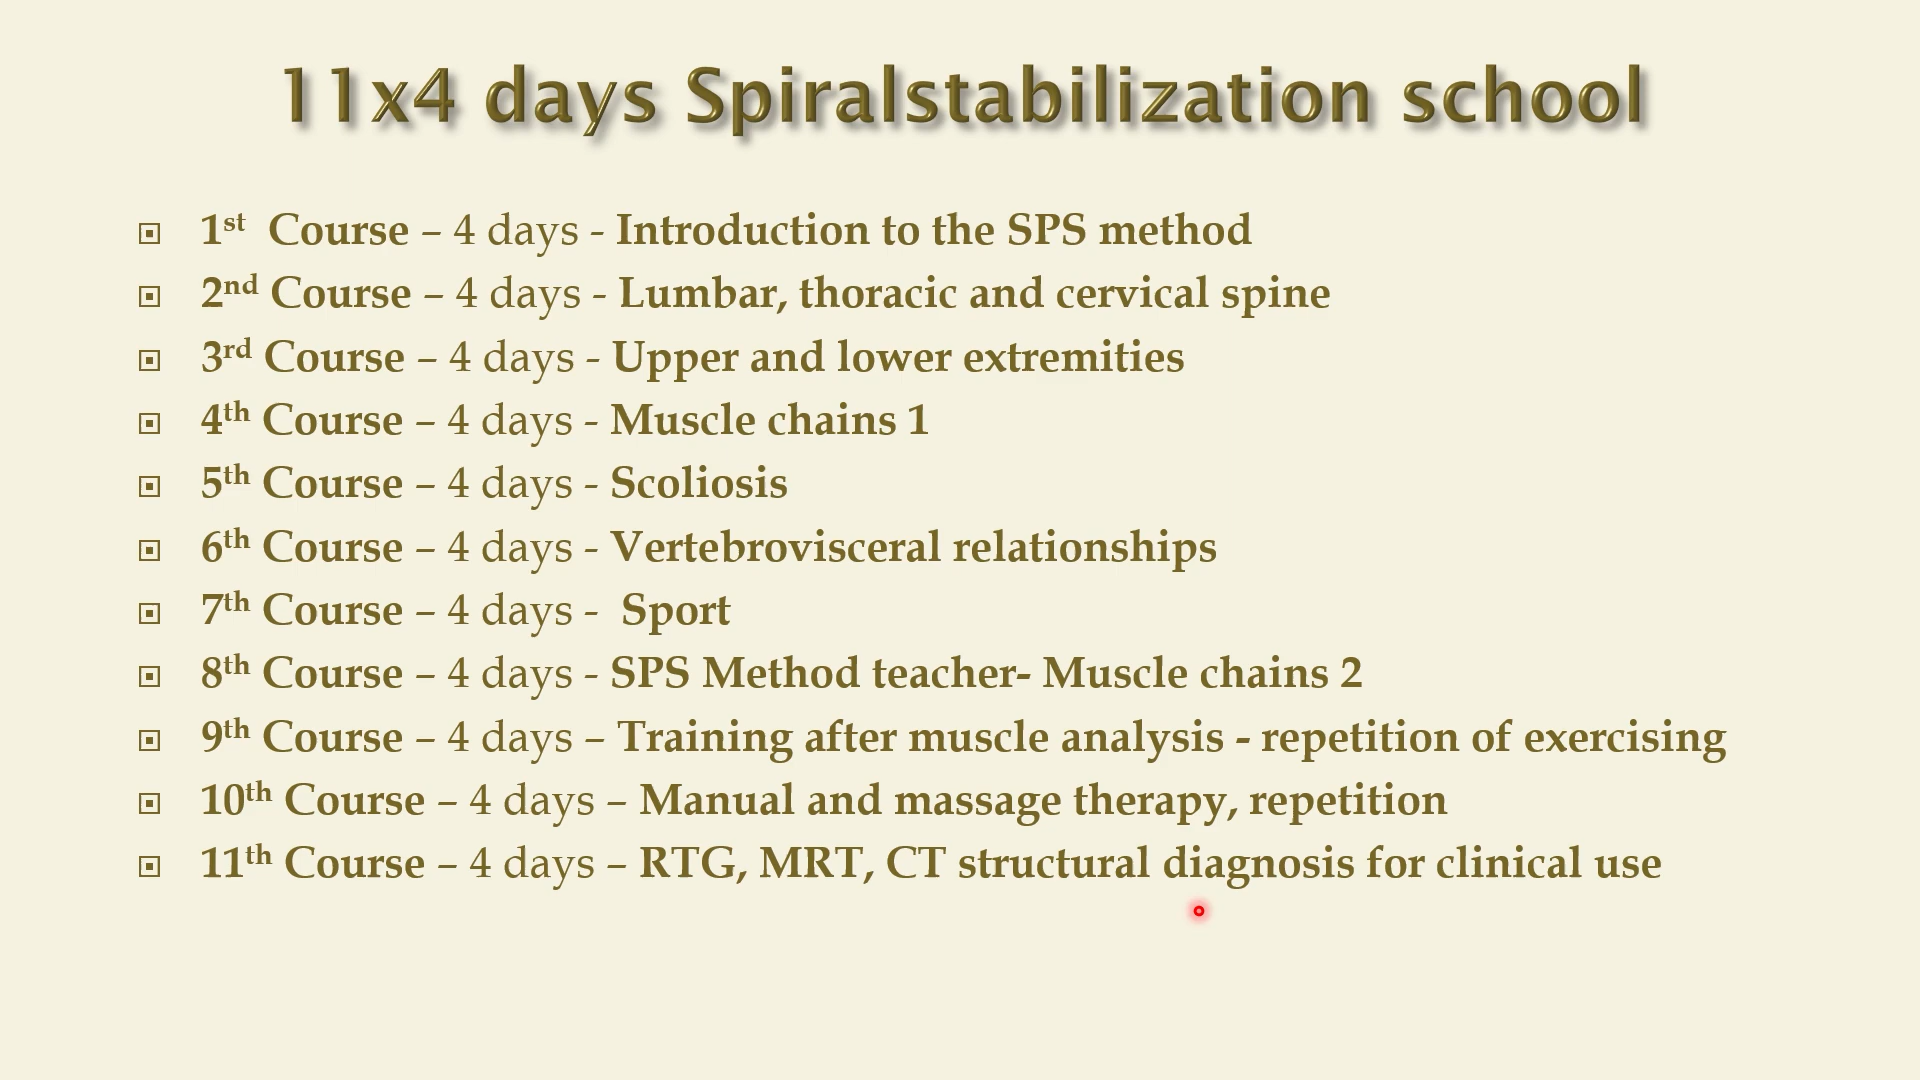 11x4 days Spiralstabilization school
1st Course – 4 days - Introduction to the SPS method
2nd Course – 4 days - Lumbar, thoracic and cervical spine
3rd Course – 4 days - Upper and lower extremities
4th Course – 4 days - Muscle chains 1
5th Course – 4 days - Scoliosis
6th Course – 4 days - Vertebrovisceral relationships
7th Course – 4 days - Sport
8th Course – 4 days - SPS Method teacher- Muscle chains 2
9th Course – 4 days – Training after muscle analysis - repetition of exercising
10th Course – 4 days – Manual and massage therapy, repetition
11th Course – 4 days – RTG, MRT, CT structural diagnosis for clinical use